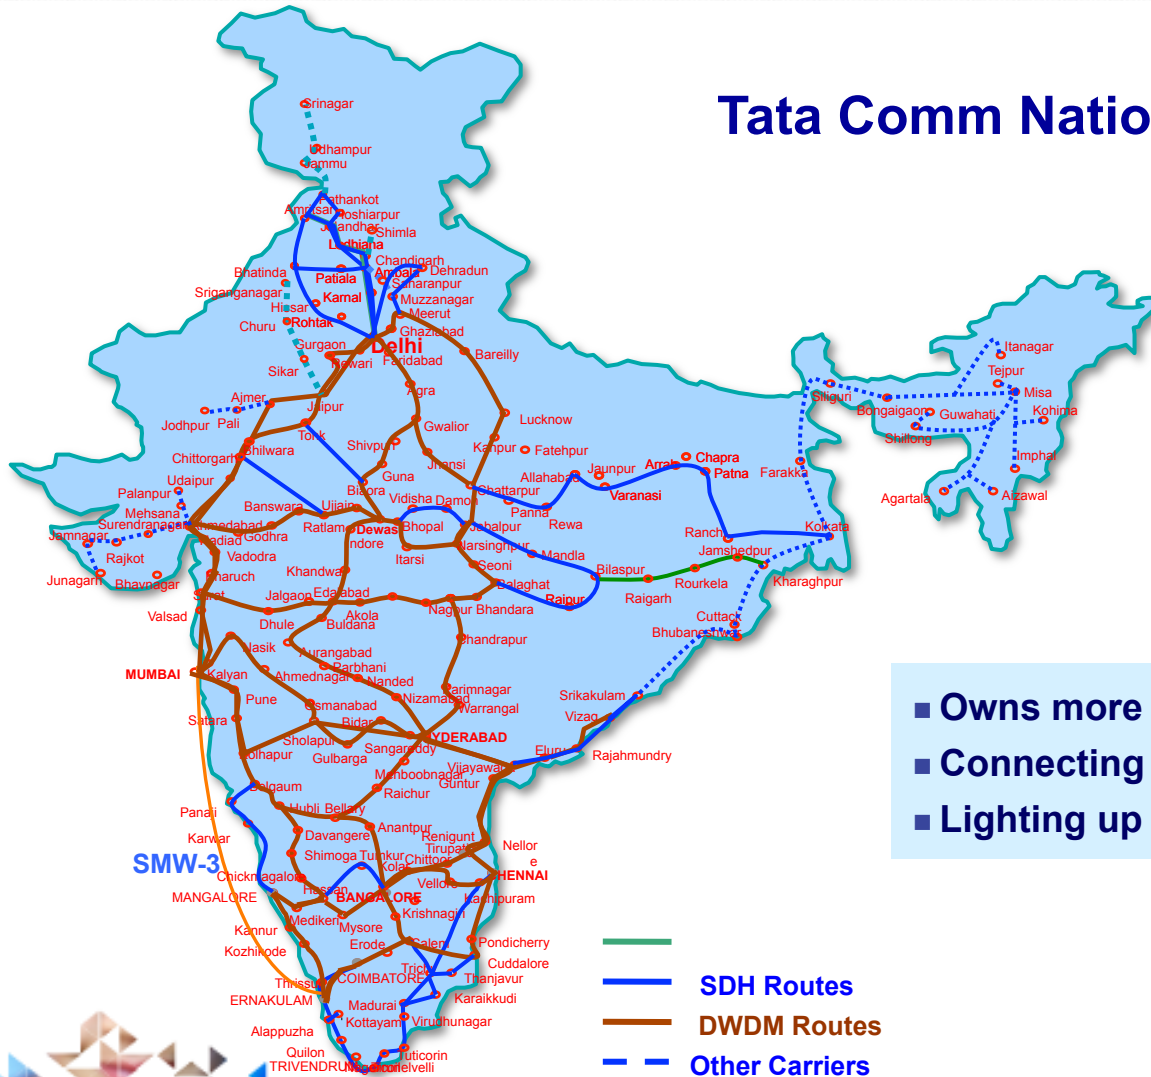 Tata Comm Natio
Srinagar
Udhampur
Jammu
Pathankot
Amritsar
Hoshiarpur
Jalandhar
Shimla
Ludhiana
Chandigarh
Ambala
Dehradun
Bhatinda
Patiala
Saharanpur
Sriganganagar
Karnal
Muzzanagar
Hissar
Meerut
Churu
Rohtak
Ghaziabad
Delhi
Gurgaon
Rewari
Faridabad
Bareilly
Sikar
Agra
Itanagar
Tejpur
Misa
Siliguri
Ajmer
Jaipur
Jodhpur
Pali
Lucknow
Gwalior
Bongaigaon
Guwahati
Kohima
Shillong
Tonk
Shivpuri
Kanpur
Fatehpur
Bhilwara
Chittorgarh
Jhansi
Chapra
Arrah
Patna
Imphal
Farakka
Udaipur
Guna
Allahabad
Jaunpur
Varanasi
Palanpur
Biaora
Chattarpur
Agartala
Aizawal
Mehsana
Banswara
Ujjain
Vidisha
Damoh
Panna
Rewa
Surendranagar
Ahmedabad
Ratlam
Dewas
Bhopal
Jabalpur
Ranchi
Kolkata
Jamnagar
Nadiad
Godhra
Indore
Narsinghpur
Rajkot
Vadodra
Itarsi
Mandla
Jamshedpur
Junagarh
Bhavnagar
Bharuch
Khandwa
Seoni
Bilaspur
Rourkela
Kharaghpur
Surat
Balaghat
Raigarh
Valsad
Jalgaon
Edalabad
Akola
Nagpur Bhandara
Raipur
Cuttack
Dhule
Buldana
Bhubaneshwar
Nasik
Chandrapur
Aurangabad
MUMBAI
Kalyan
Ahmednagar
Parbhani
Nanded
Parimnagar
Srikakulam
Pune
Osmanabad
Nizamabad
Warrangal
Satara
Bidar
Vizag
Sholapur
HYDERABAD
Sangareddy
Kolhapur
Gulbarga
Eluru
Rajahmundry
Mehboobnagar
Vijayawada
Belgaum
Raichur
Guntur
Panaji
Hubli Bellary
Karwar
Davangere
Anantpur
Renigunt
Nellor
e
Tirupati
SMW-3
Shimoga
Tumkur
Kolar
Chittoor
Chickmagalor
Hassan
BANGALORE
Vellore
CHENNAI
MANGALORE
Kachipuram
Medikeri
Mysore
Krishnagiri
Kannur
Erode
Salem
Pondicherry
Kozhikode
Cuddalore
Thrissur
COIMBATORE
Trichy
Thanjavur
ERNAKULAM
Madurai
Karaikkudi
Alappuzha
Kottayam
Virudhunagar
Quilon
Tuticorin
TRIVENDRUM
■ Owns more
■ Connecting
■ Lighting up
SDH Routes
DWDM Routes
Other Carriers